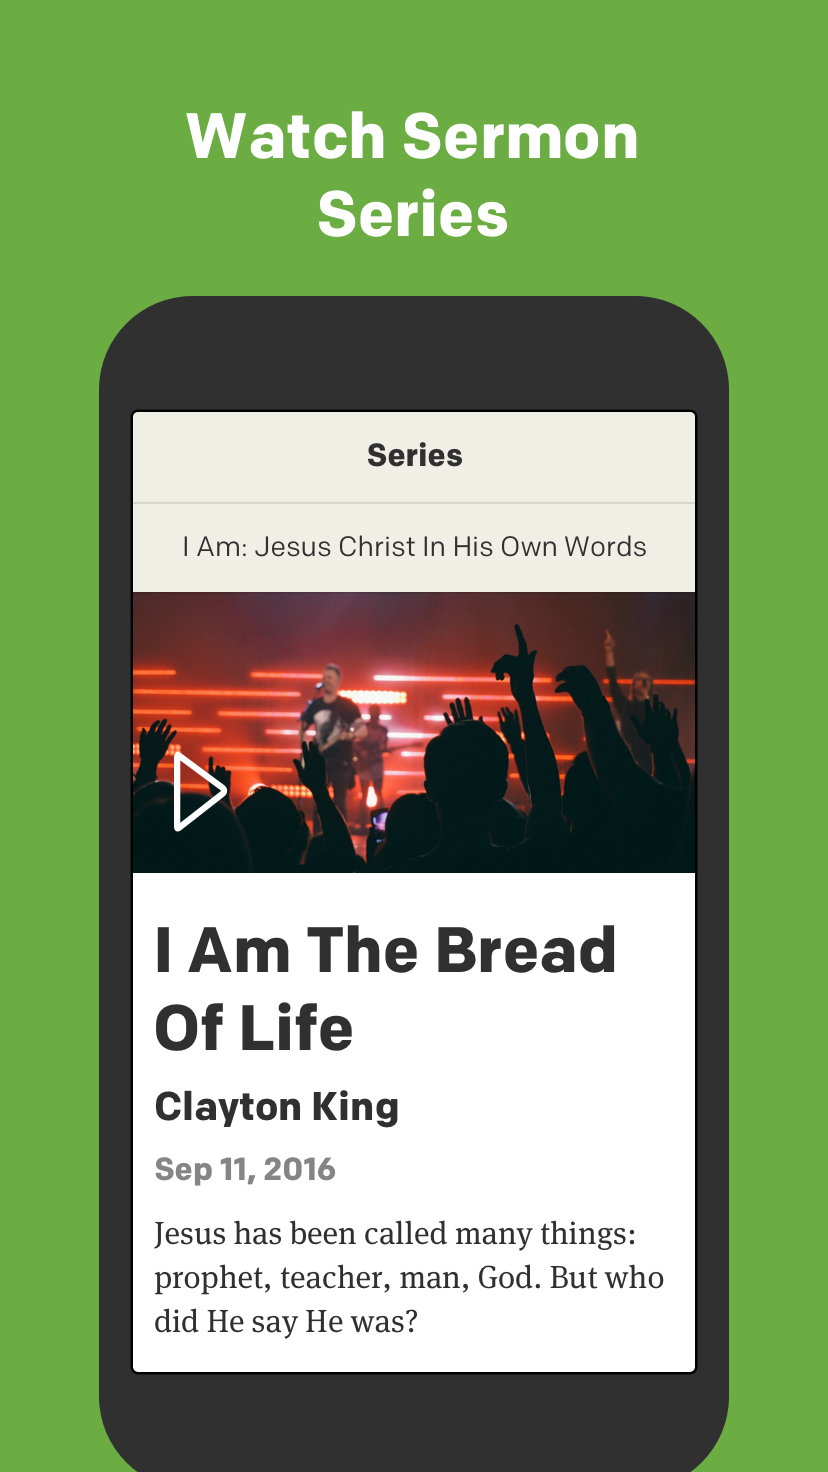 Watch Sermon
Series
Series
I Am: Jesus Christ In His Own Words
I Am The Bread
Of Life
Clayton King
Sep 11, 2016
Jesus has been called many things:
prophet, teacher, man, God. But who
did He say He was?